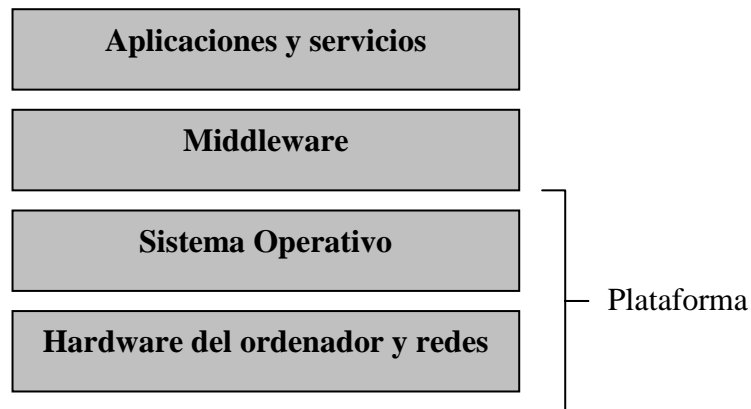 Aplicaciones y servicios
Middleware
Sistema Operativo
Plataforma
Hardware del ordenador y redes